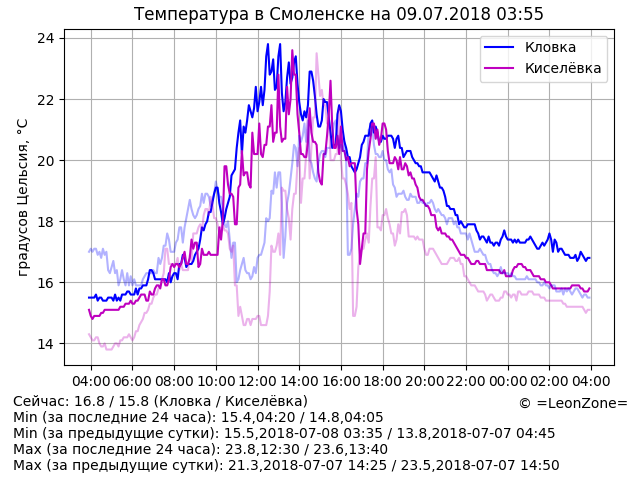 Температура в Смоленске на 09.07.2018 03:55
градусов Цельсия, °C
24
22
20
18
16
14
Кловка
Киселёвка
04:00 06:00 08:00 10:00 12:00 14:00 16:00 18:00 20:00 22:00 00:00 02:00 04:00
Сейчас: 16.8 / 15.8 (Кловка / Киселёвка)
© =LeonZone=
Min (за последние 24 часа): 15.4,04:20 / 14.8,04:05
Min (за предыдущие сутки): 15.5,2018-07-08 03:35 / 13.8,2018-07-07 04:45
Max (за последние 24 часа): 23.8,12:30 / 23.6,13:40
Max (за предыдущие сутки): 21.3,2018-07-07 14:25 / 23.5,2018-07-07 14:50